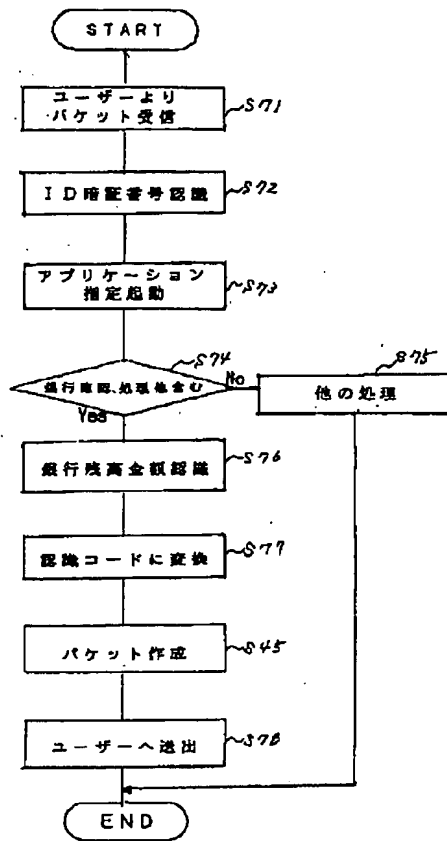 START
ユーザーより
パケット受信
S71
ID暗証番号認識
S72
アプリケーション
指定起動
S73
S74
銀行確認、処理他含む
No
S75
他の処理
Yes
銀行残高金額認識
S76
認識コードに変換
S77
パケット作成
S45
ユーザーへ送出
S78
END